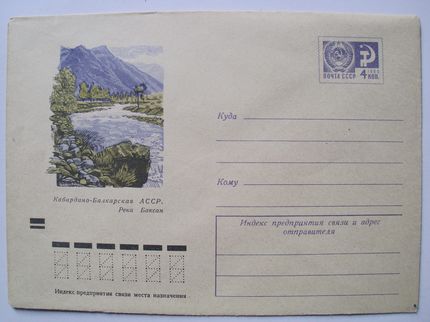 1966
ПОЧТА СССР
4 КОП.
Куда
Кабардино-Балкарская АССР.
Река Баксан
Кому
Индекс предприятия связи и адрес
отправителя
Индекс предприятия связи места назначения